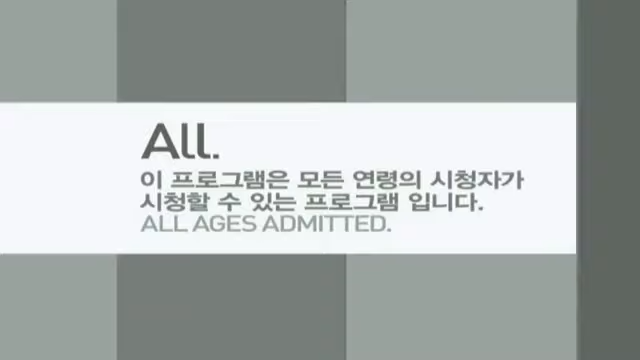 All.
이 프로그램은 모든 연령의 시청자가
시청할 수 있는 프로그램 입니다.
ALL AGES ADMITTED.